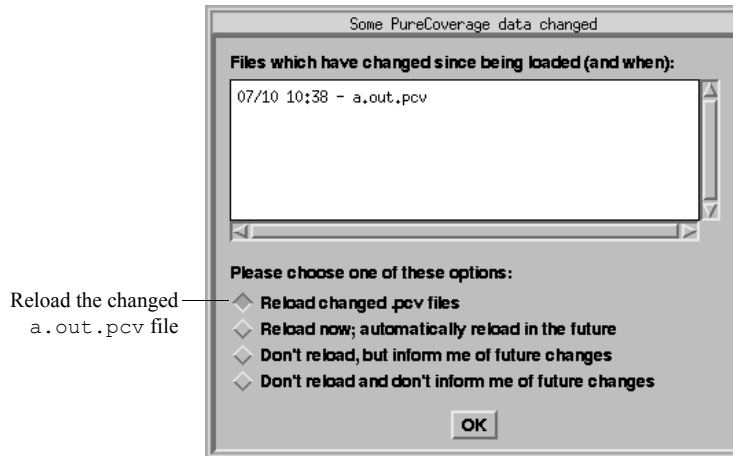 Some PureCoverage data changed
Files which have changed since being loaded (and when):
07/10 10:38 - a.out.pcv
Please choose one of these options:
Reload the changed
a.out.pcv file
Reload changed .pcv files
Reload now; automatically reload in the future
Don't reload, but inform me of future changes
Don't reload and don't inform me of future changes
OK